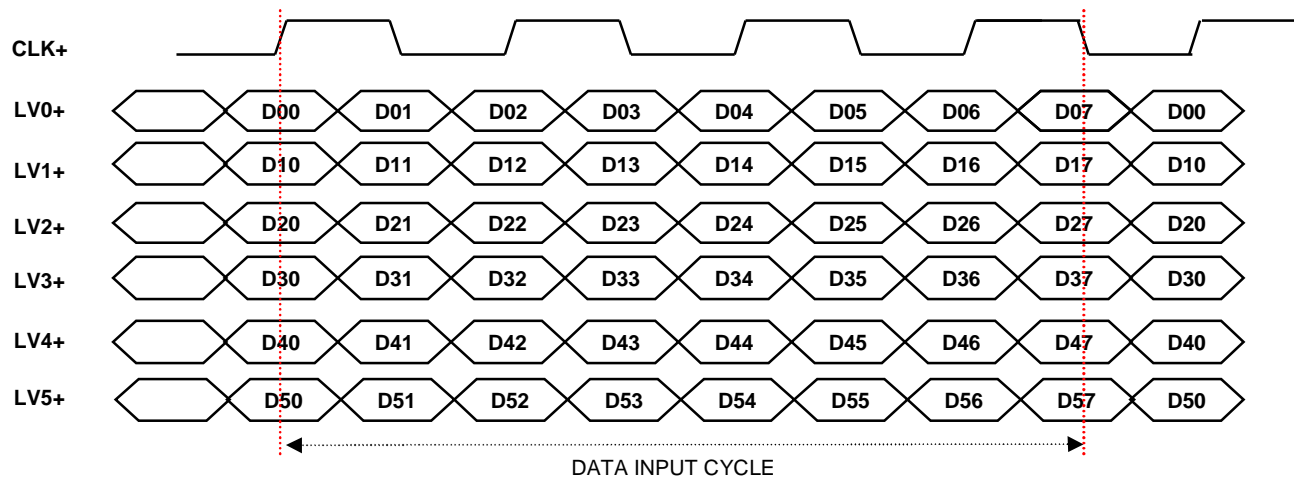 CLK+
LV0+ D00 D01 D02 D03 D04 D05 D06 D07 D00
LV1+ D10 D11 D12 D13 D14 D15 D16 D17 D10
LV2+ D20 D21 D22 D23 D24 D25 D26 D27 D20
LV3+ D30 D31 D32 D33 D34 D35 D36 D37 D30
LV4+ D40 D41 D42 D43 D44 D45 D46 D47 D40
LV5+ D50 D51 D52 D53 D54 D55 D56 D57 D50
DATA INPUT CYCLE